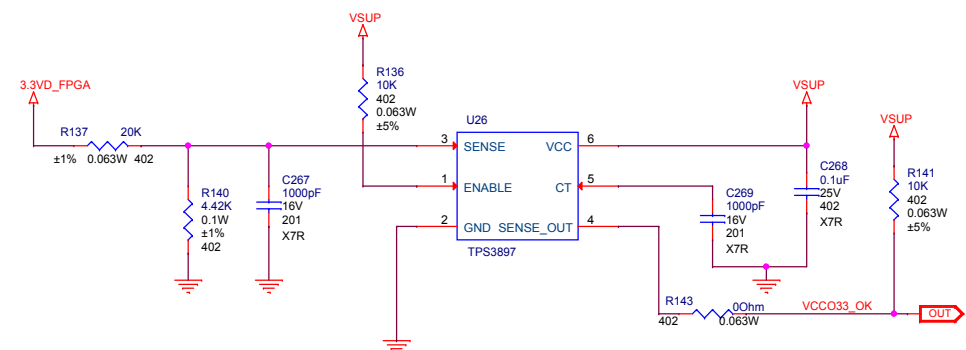 VSUP
R136
10K
402
0.063W
±5%
3.3VD_FPGA
R137 20K
±1% 0.063W 402
R140
4.42K
0.1W
±1%
402
C267
1000pF
16V
201
X7R
U26
3 SENSE VCC 6
1 ENABLE CT 5
2 GND SENSE_OUT 4
TPS3897
VSUP
C268
0.1uF
25V
402
X7R
C269
1000pF
16V
201
X7R
VSUP
R141
10K
402
0.063W
±5%
R143 0Ohm
402 0.063W
VCCO33_OK
OUT